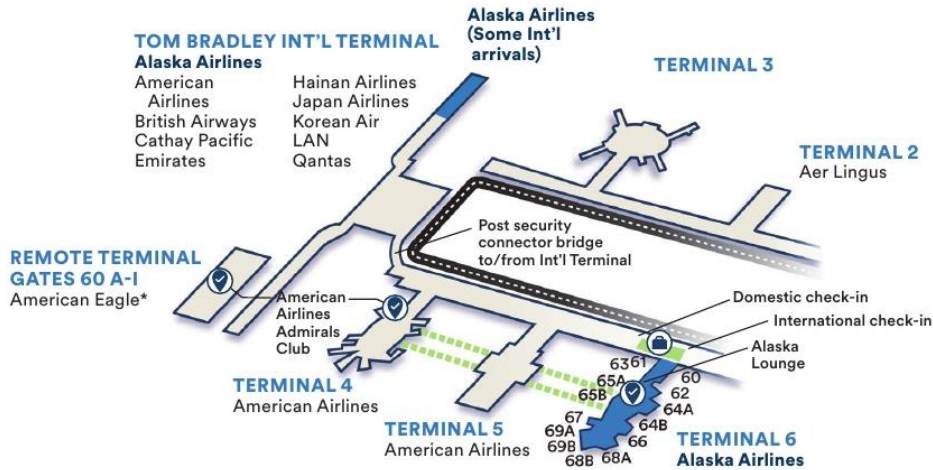 Alaska Airlines
(Some Int'l
arrivals)
TOM BRADLEY INT'L TERMINAL
Alaska Airlines
American
Airlines
British Airways
Cathay Pacific
Emirates
Hainan Airlines
Japan Airlines
Korean Air
LAN
Qantas
TERMINAL 3
TERMINAL 2
Aer Lingus
Post security
connector bridge
to/from Int'l Terminal
REMOTE TERMINAL
GATES 60 A-I
American Eagle*
American
Airlines
Admirals
Club
Domestic check-in
International check-in
Alaska
Lounge
TERMINAL 4
American Airlines
TERMINAL 5
American Airlines
63
61
60
65A
62
65B
64A
67
64B
69A
66
69B
68B
68A
TERMINAL 6
Alaska Airlines